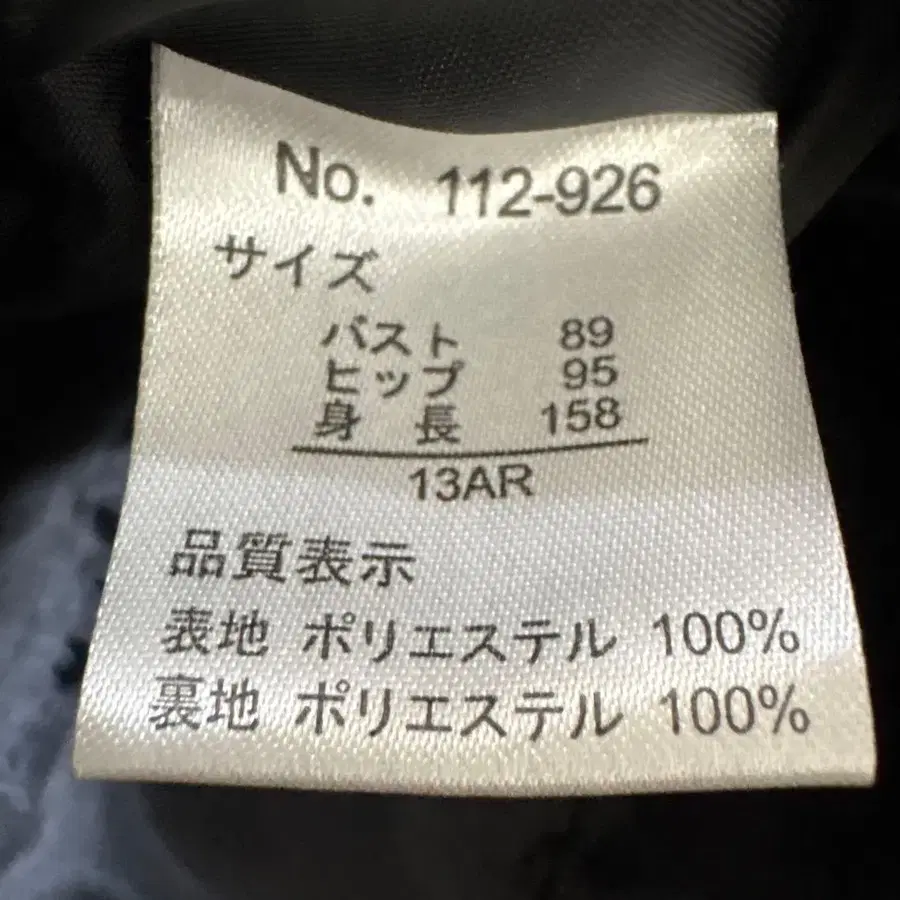 No. 112-926
サイズ
バスト 89
ヒップ 95
身 長 158
13AR
品質表示
表地 ポリエステル 100%
裏地 ポリエステル 100%